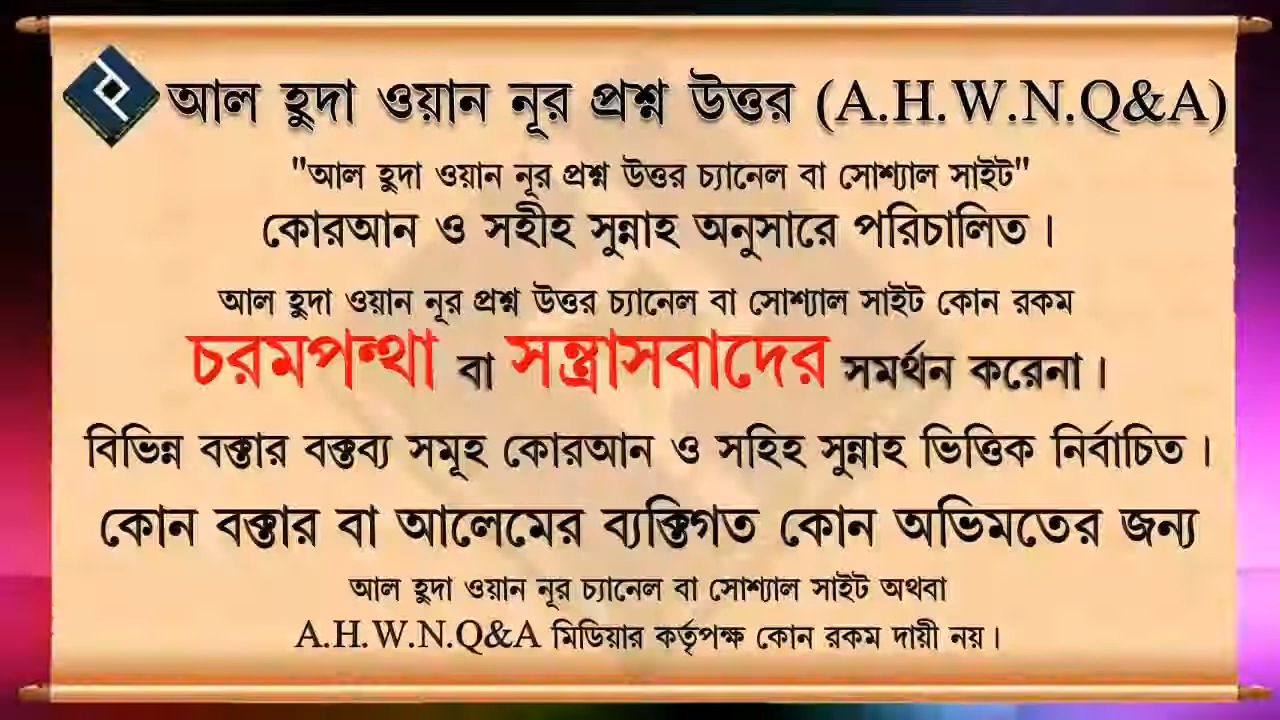 আল হুদা ওয়ান নূর প্রশ্ন উত্তর (A.H.W.N.Q&A)
"আল হুদা ওয়ান নূর প্রশ্ন উত্তর চ্যানেল বা সোশ্যাল সাইট"
কোরআন ও সহীহ সুন্নাহ অনুসারে পরিচালিত।
আল হুদা ওয়ান নূর প্রশ্ন উত্তর চ্যানেল বা সোশ্যাল সাইট কোন রকম
চরমপন্থা বা সন্ত্রাসবাদের সমর্থন করেনা।
বিভিন্ন বক্তার বক্তব্য সমূহ কোরআন ও সহিহ সুন্নাহ ভিত্তিক নির্বাচিত।
কোন বক্তার বা আলেমের ব্যক্তিগত কোন অভিমতের জন্য
আল হুদা ওয়ান নূর চ্যানেল বা সোশ্যাল সাইট অথবা
A.H.W.N.Q&A মিডিয়ার কর্তৃপক্ষ কোন রকম দায়ী নয়।